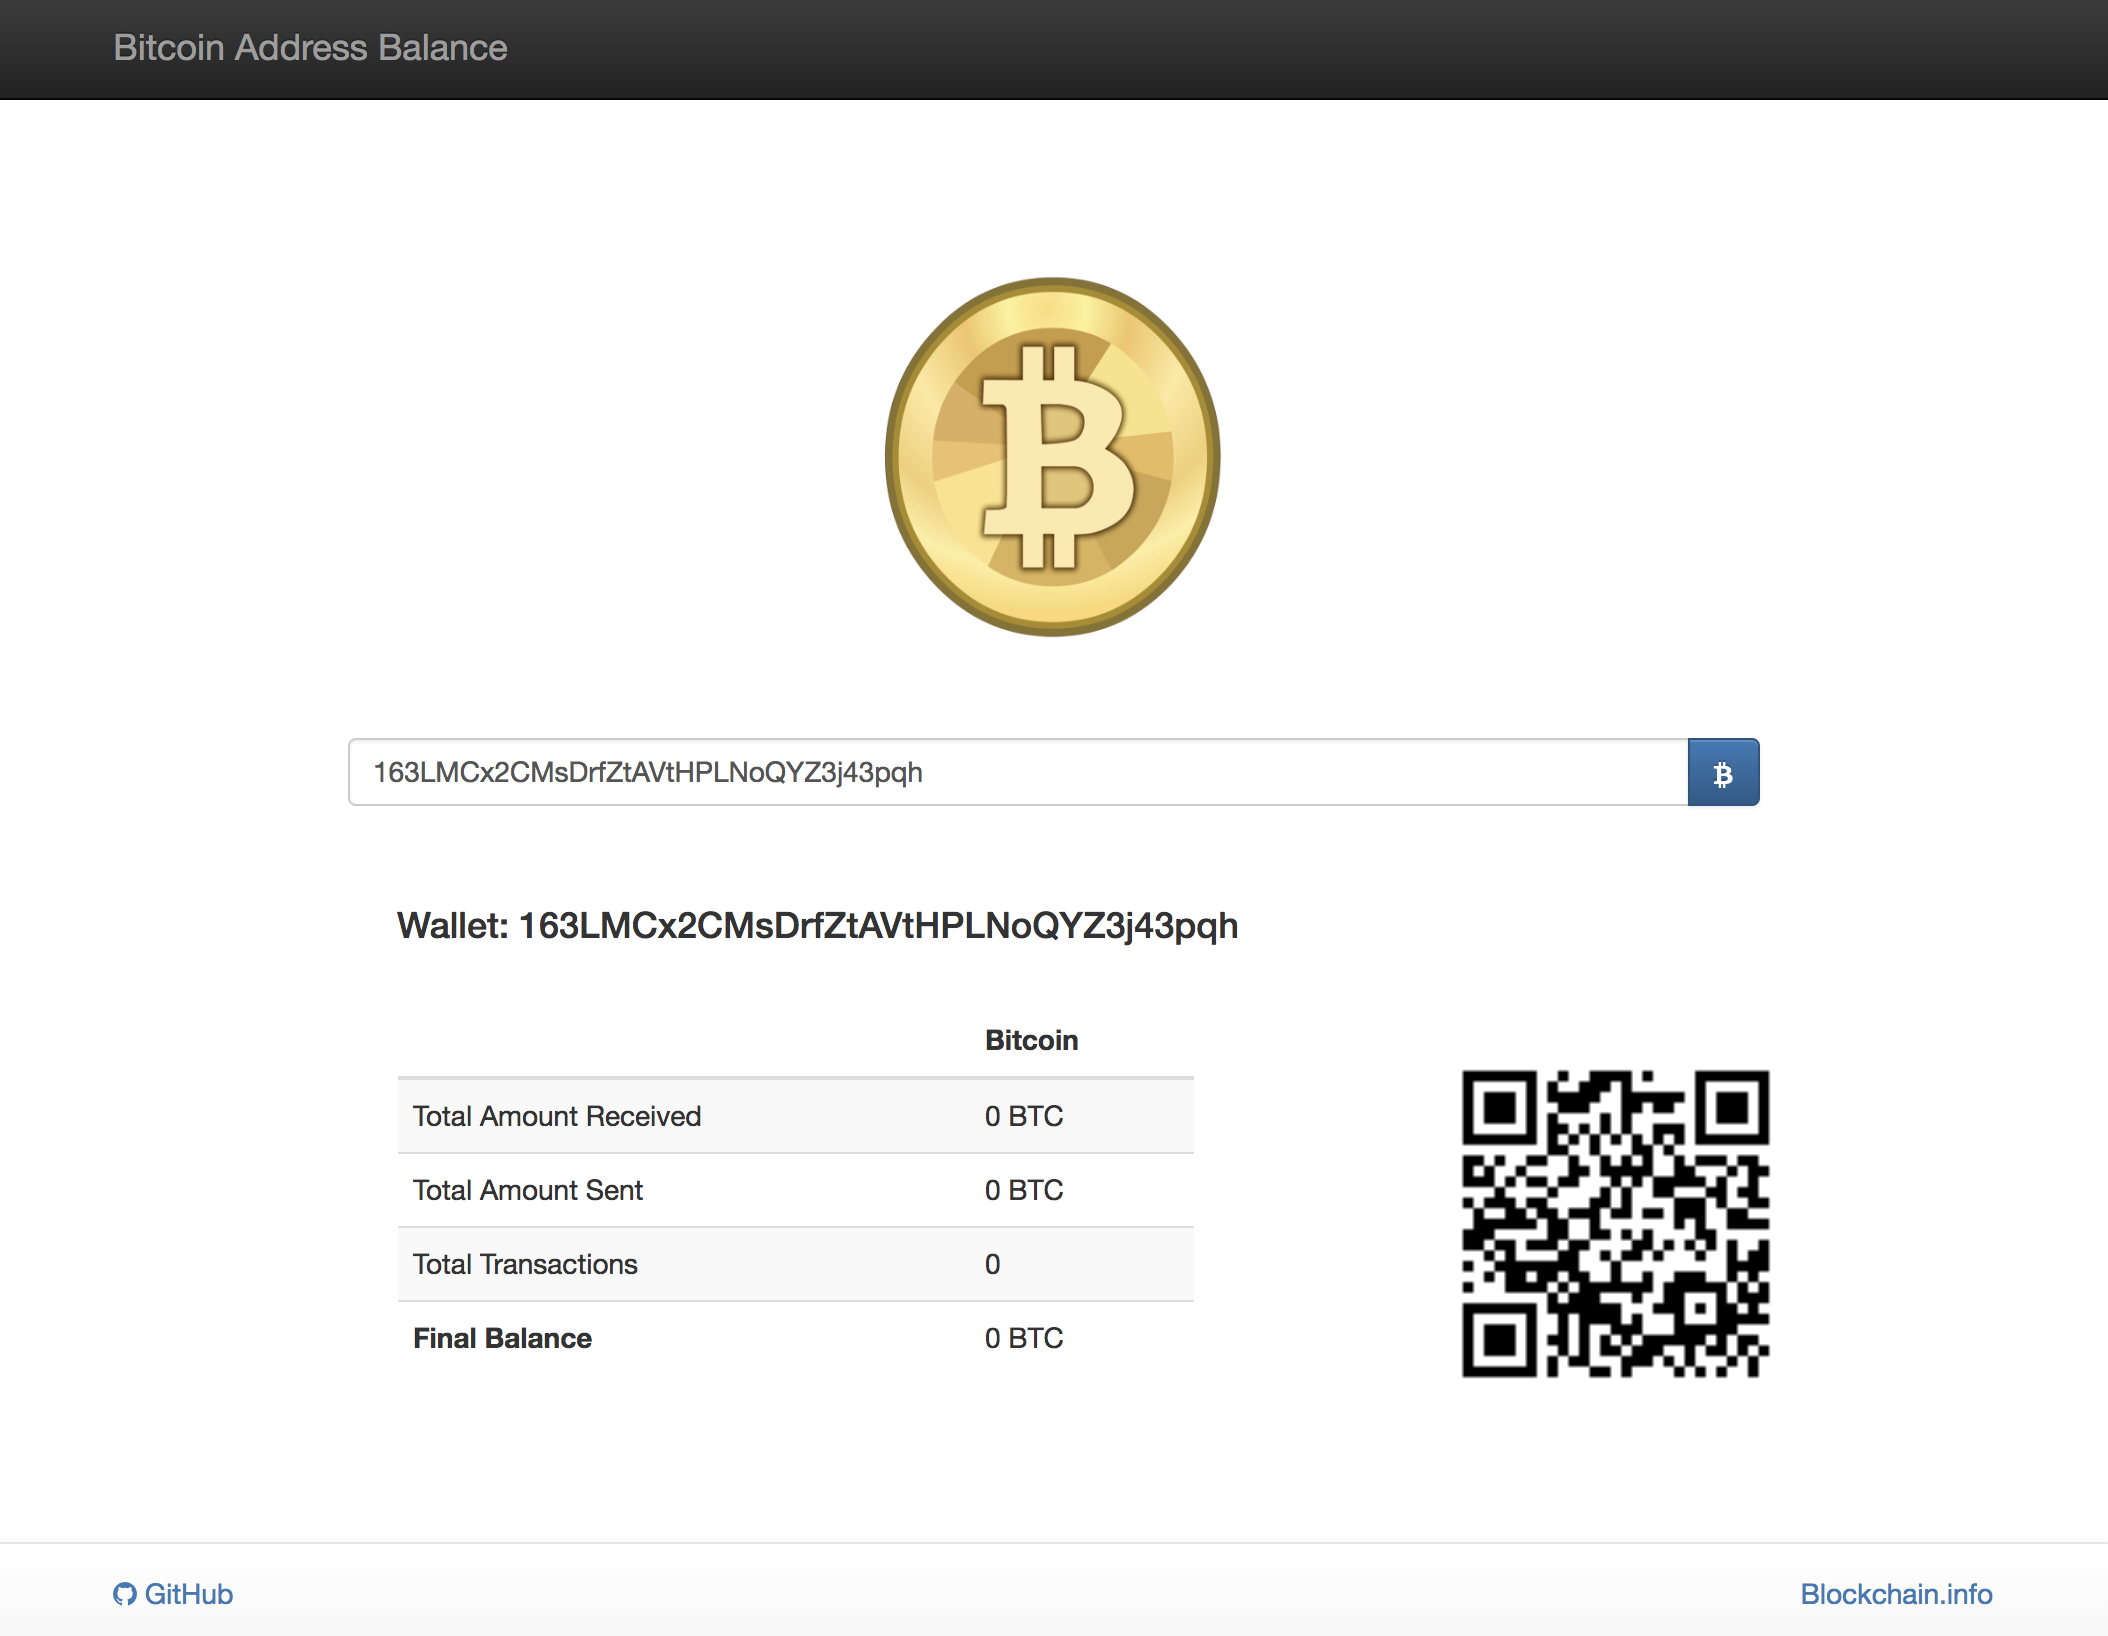 Bitcoin Address Balance
163LMCx2CMsDrfZtAVtHPLNoQYZ3j43pqh
Wallet: 163LMCx2CMsDrfZtAVtHPLNoQYZ3j43pqh
Bitcoin
Total Amount Received 0 BTC
Total Amount Sent 0 BTC
Total Transactions 0
Final Balance 0 BTC
GitHub
Blockchain.info